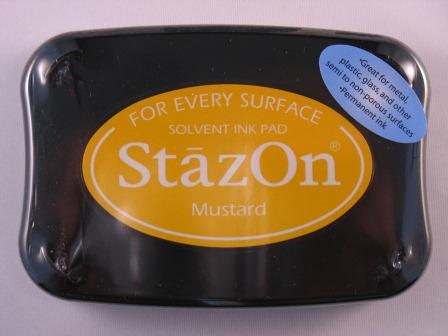 •Great for metal,
plastic, glass, and other
semi to non-porous surfaces
•Permanent ink
FOR EVERY SURFACE
SOLVENT INK PAD
StāzOn®
Mustard